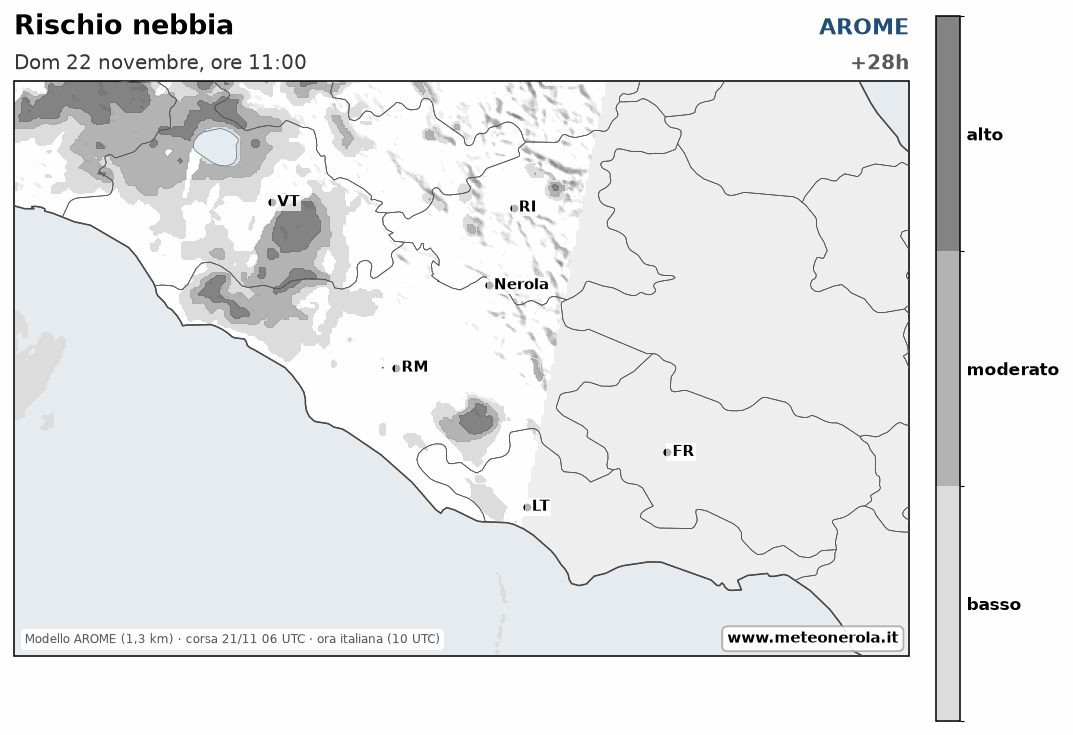 Rischio nebbia
AROME
Dom 22 novembre, ore 11:00
+28h
alto
VT
RI
Nerola
moderato
RM
FR
LT
basso
Modello AROME (1,3 km) · corsa 21/11 06 UTC · ora italiana (10 UTC)
www.meteonerola.it